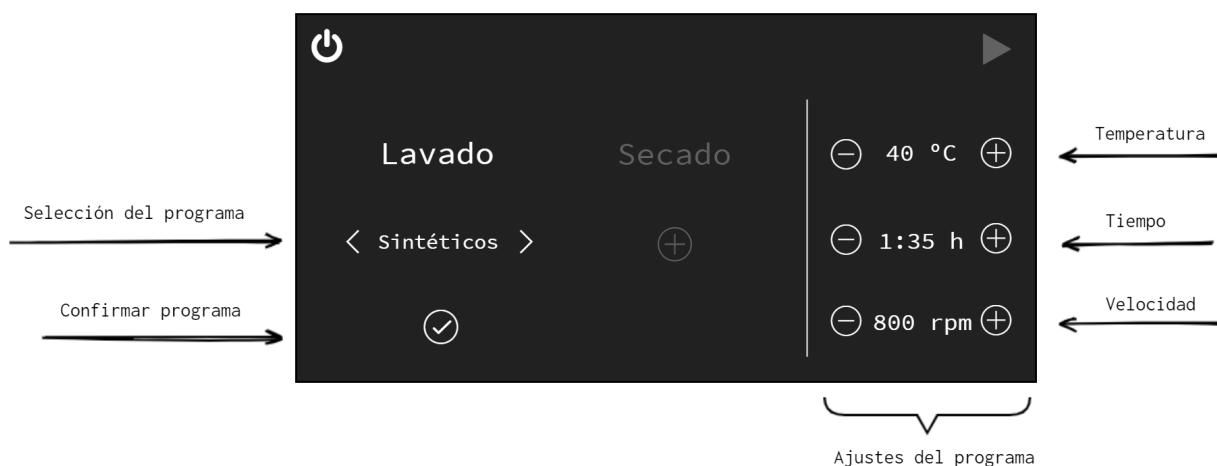 Lavado
Secado
40 ºC
Temperatura
Selección del programa
Sintéticos
1:35 h
Tiempo
Confirmar programa
800 rpm
Velocidad
Ajustes del programa